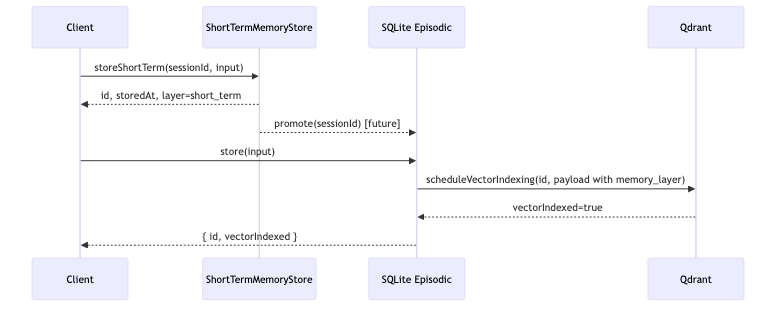 Client
ShortTermMemoryStore
SQLite Episodic
Qdrant
storeShortTerm(sessionId, input)
id, storedAt, layer=short_term
promote(sessionId) [future]
store(input)
scheduleVectorIndexing(id, payload with memory_layer)
vectorIndexed=true
{ id, vectorIndexed }
Client
ShortTermMemoryStore
SQLite Episodic
Qdrant